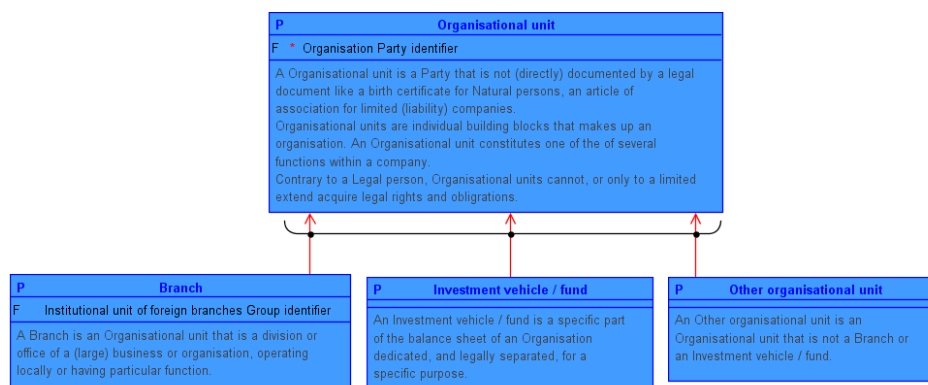 P Organisational unit
F * Organisation Party identifier
A Organisational unit is a Party that is not (directly) documented by a legal
document like a birth certificate for Natural persons, an article of
association for limited (liability) companies.
Organisational units are individual building blocks that makes up an
organisation. An Organisational unit constitutes one of the of several
functions within a company.
Contrary to a Legal person, Organisational units cannot, or only to a limited
extend acquire legal rights and obligrations.
P Branch
F Institutional unit of foreign branches Group identifier
A Branch is an Organisational unit that is a division or
office of a (large) business or organisation, operating
locally or having particular function.
P Investment vehicle / fund
An Investment vehicle / fund is a specific part
of the balance sheet of an Organisation
dedicated, and legally separated, for a
specific purpose.
P Other organisational unit
An Other organisational unit is an
Organisational unit that is not a Branch or
an Investment vehicle / fund.